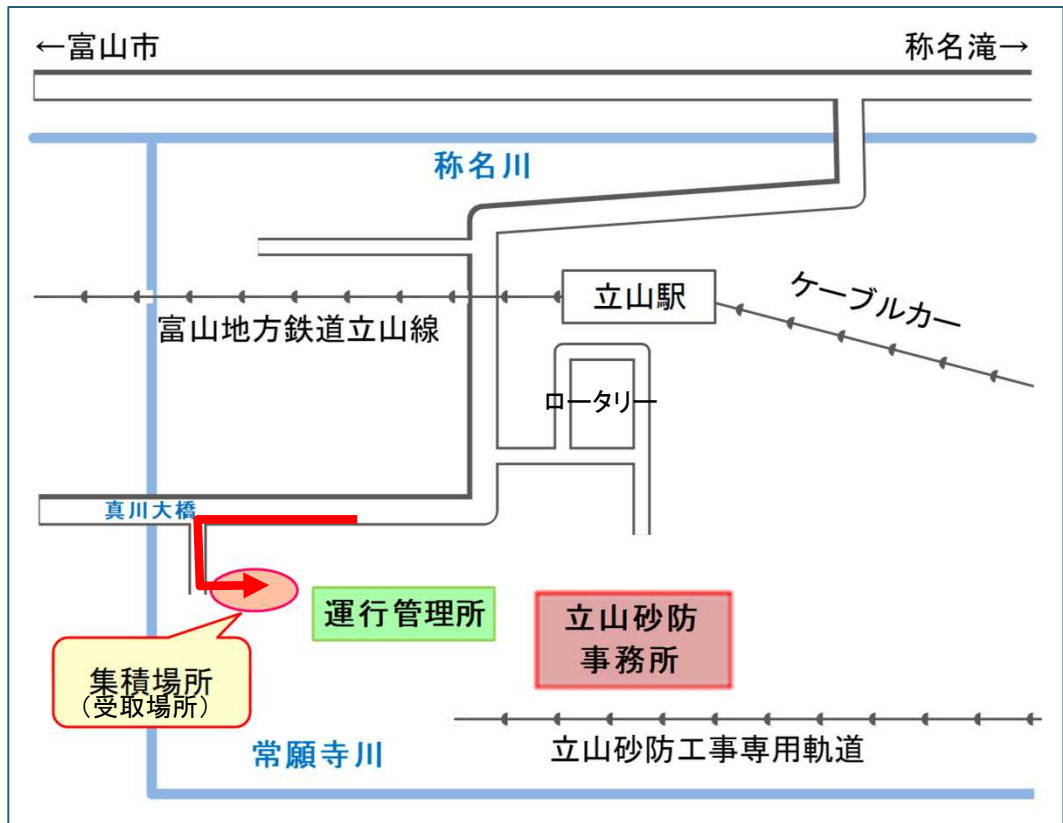 ←富山市
称名滝→
称名川
立山駅
ケーブルカー
富山地方鉄道立山線
ロータリー
真川大橋
運行管理所
立山砂防
事務所
集積場所
（受取場所）
常願寺川
立山砂防工事専用軌道